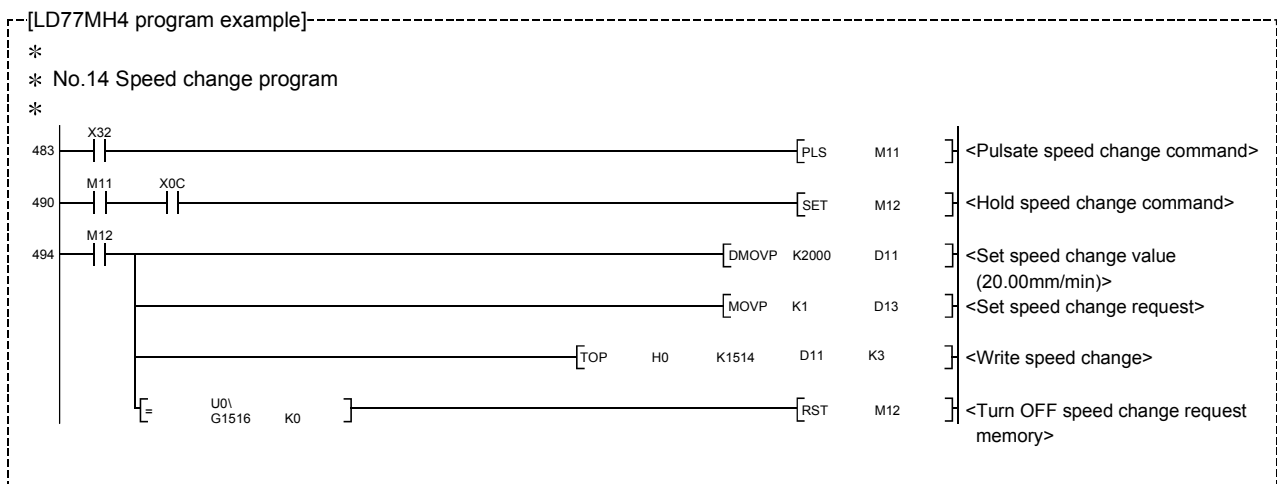 [LD77MH4 program example]
*
* No.14 Speed change program
*
X32
483 PLS M11 <Pulsate speed change command>
M11 X0C
490 SET M12 <Hold speed change command>
M12
494 DMOVP K2000 D11 <Set speed change value
(20.00mm/min)>
MOVP K1 D13 <Set speed change request>
TOP H0 K1514 D11 K3 <Write speed change>
= U0\
G1516 K0 RST M12 <Turn OFF speed change request
memory>